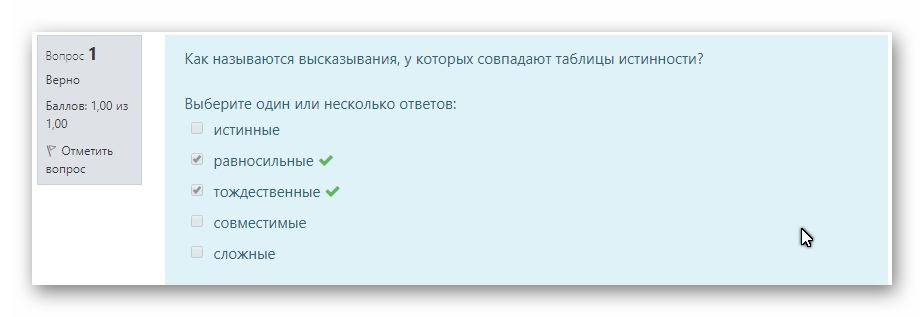 Вопрос 1
Верно
Баллов: 1,00 из
1,00
Отметить
вопрос
Как называются высказывания, у которых совпадают таблицы истинности?
Выберите один или несколько ответов:
истинные
равносильные
тождественные
совместимые
сложные